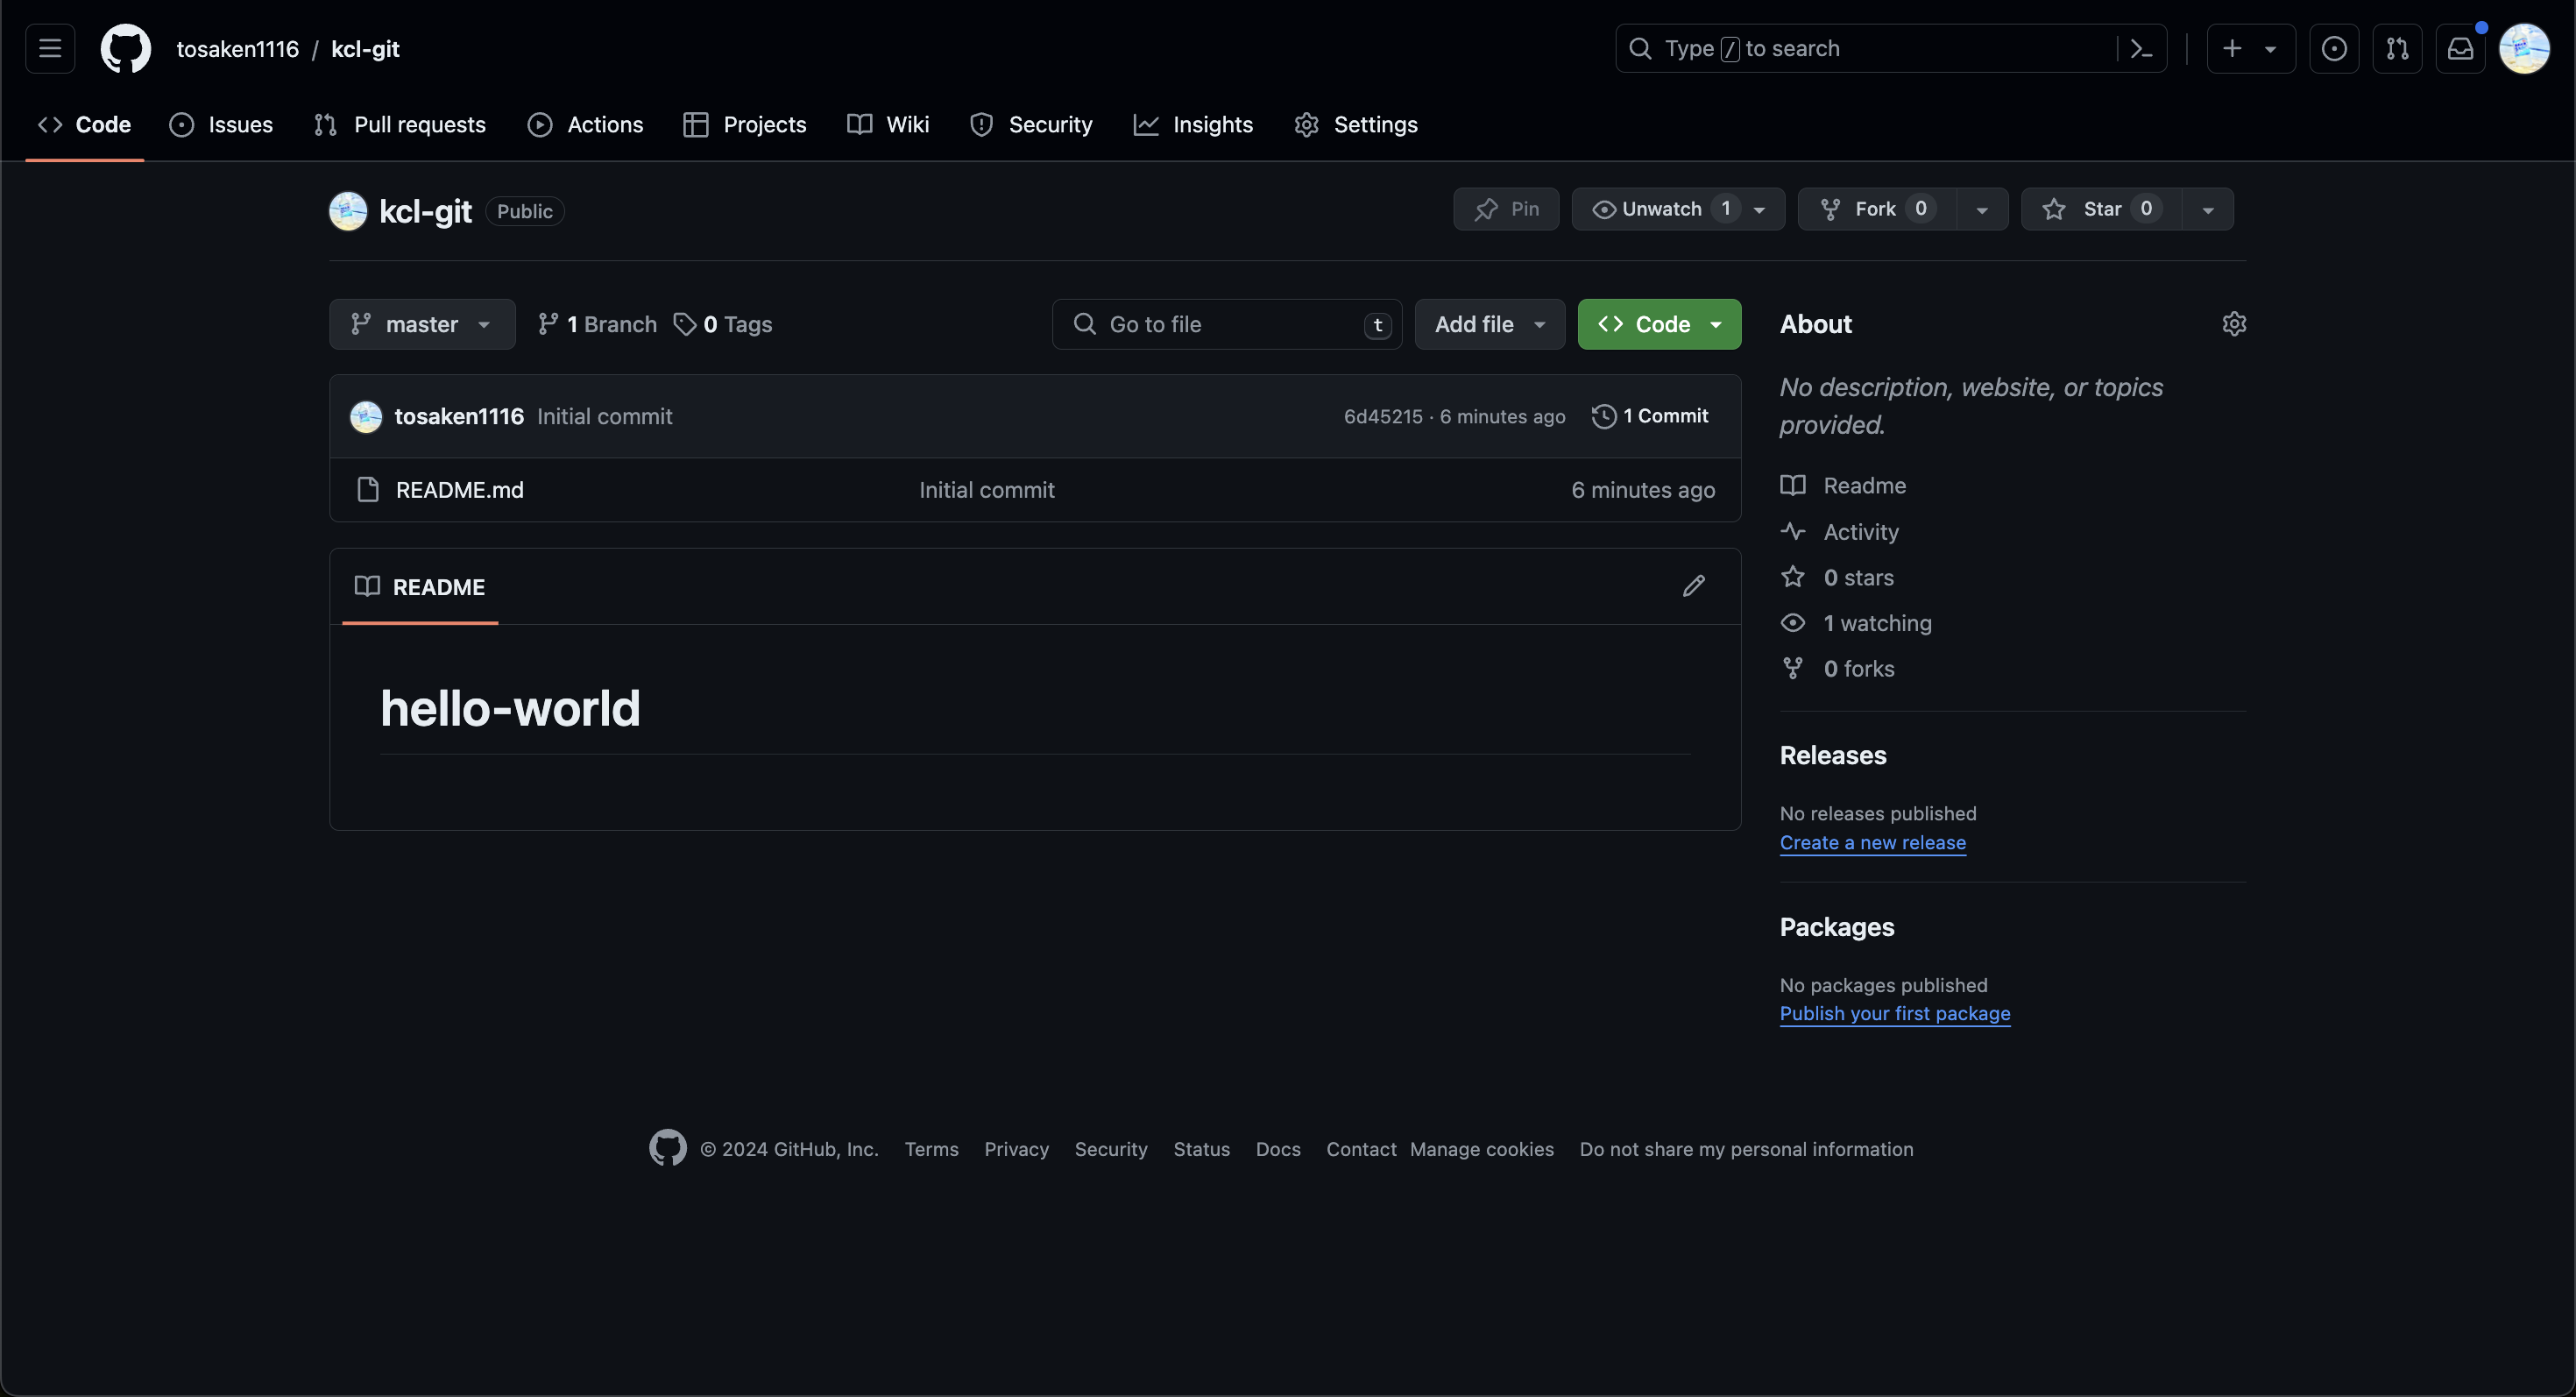 tosaken1116 / kcl-git
Type / to search
Code Issues Pull requests Actions Projects Wiki Security Insights Settings
kcl-git Public
Pin Unwatch 1 Fork 0 Star 0
master 1 Branch 0 Tags
Go to file t Add file Code
tosaken1116 Initial commit 6d45215 · 6 minutes ago 1 Commit
README.md Initial commit 6 minutes ago
README
hello-world
About
No description, website, or topics
provided.
Readme
Activity
0 stars
1 watching
0 forks
Releases
No releases published
Create a new release
Packages
No packages published
Publish your first package
© 2024 GitHub, Inc. Terms Privacy Security Status Docs Contact Manage cookies Do not share my personal information